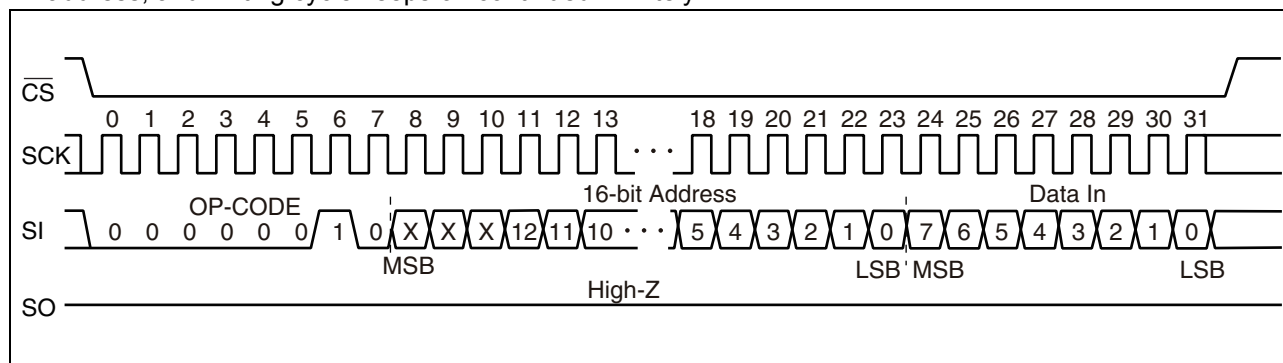 CS
0 1 2 3 4 5 6 7 8 9 10 11 12 13 18 19 20 21 22 23 24 25 26 27 28 29 30 31
SCK ···
OP-CODE 16-bit Address Data In
SI 0 0 0 0 0 0 1 0 X X X 12 11 10 ··· 5 4 3 2 1 0 7 6 5 4 3 2 1 0
MSB LSB MSB LSB
High-Z
SO